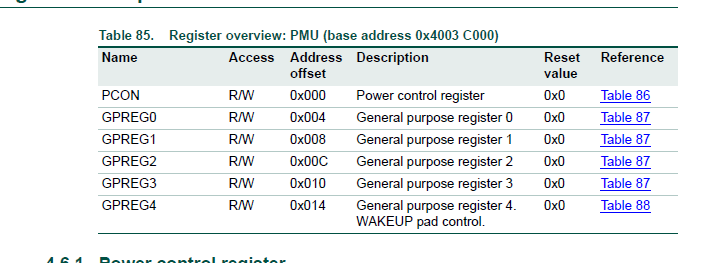 Table 85. Register overview: PMU (base address 0x4003 C000)
Name Access Address offset Description Reset value Reference
PCON R/W 0x000 Power control register 0x0 Table 86
GPREG0 R/W 0x004 General purpose register 0 0x0 Table 87
GPREG1 R/W 0x008 General purpose register 1 0x0 Table 87
GPREG2 R/W 0x00C General purpose register 2 0x0 Table 87
GPREG3 R/W 0x010 General purpose register 3 0x0 Table 87
GPREG4 R/W 0x014 General purpose register 4. 0x0 Table 88
WAKEUP pad control.
4.6.1 Power control register